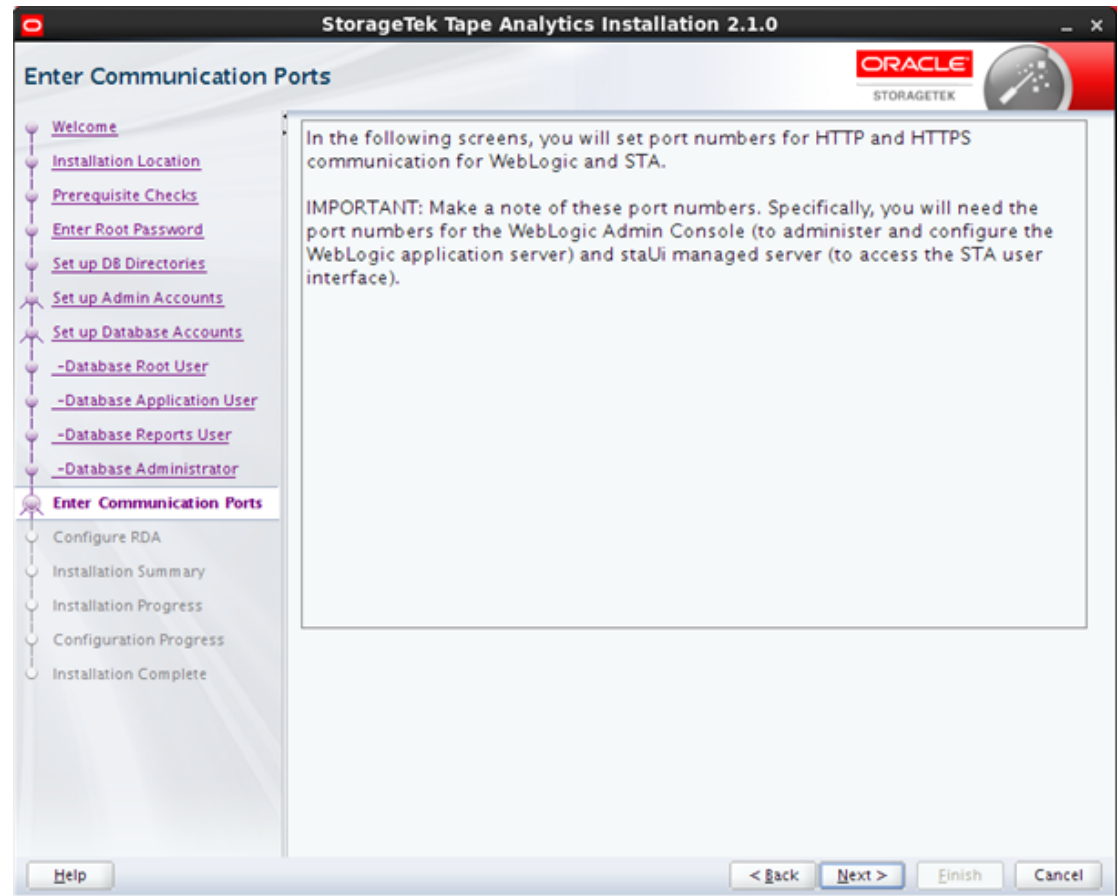 StorageTek Tape Analytics Installation 2.1.0
Enter Communication Ports
ORACLE
STORAGETEK
Welcome
Installation Location
Prerequisite Checks
Enter Root Password
Set up DB Directories
Set up Admin Accounts
Set up Database Accounts
-Database Root User
-Database Application User
-Database Reports User
-Database Administrator
Enter Communication Ports
Configure RDA
Installation Summary
Installation Progress
Configuration Progress
Installation Complete
In the following screens, you will set port numbers for HTTP and HTTPS
communication for WebLogic and STA.
IMPORTANT: Make a note of these port numbers. Specifically, you will need the
port numbers for the WebLogic Admin Console (to administer and configure the
WebLogic application server) and staUi managed server (to access the STA user
interface).
Help
< Back
Next >
Finish
Cancel